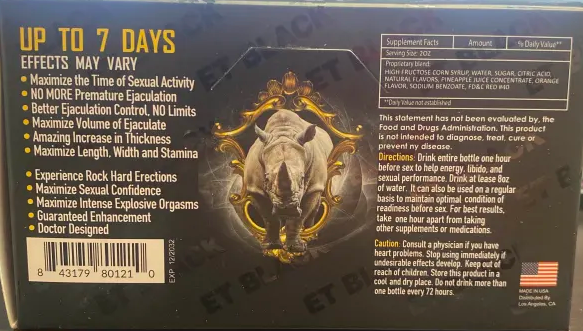 UP TO 7 DAYS
EFFECTS MAY VARY
• Maximize the Time of Sexual Activity
• NO MORE Premature Ejaculation
• Better Ejaculation Control, NO Limits
• Maximize Volume of Ejaculate
• Amazing Increase in Thickness
• Maximize Length, Width and Stamina
• Experience Rock Hard Erections
• Maximize Sexual Confidence
• Maximize Intense Explosive Orgasms
• Guaranteed Enhancement
• Doctor Designed
8 43179 80121 0
EXP 12/2032
Supplement Facts Amount % Daily Value**
Serving Size: 2OZ
Proprietary blend:
HIGH FRUCTOSE CORN SYRUP, WATER, SUGAR, CITRIC ACID,
NATURAL FLAVORS, PINEAPPLE JUICE CONCENTRATE, ORANGE
FLAVOR, SODIUM BENZOATE, FD&C RED #40
**Daily Value not established
This statement has not been evaluated by, the
Food and Drugs Administration. This product
is not intended to diagnose, treat, cure or
prevent ny disease.
Directions: Drink entire bottle one hour
before sex to help energy, libido, and
sexual performance. Drink at lease 8oz
of water. It can also be used on a regular
basis to maintain optimal condition of
readiness before sex. For best results,
take one hour apart from taking
other supplements or medications.
Caution: Consult a physician if you have
heart problems. Stop using immediately if
undesirable effects develop. Keep out of
reach of children. Store this product in a
cool and dry place. Do not drink more than
one bottle every 72 hours.
MADE IN USA
Distributed By
Los Angeles, CA